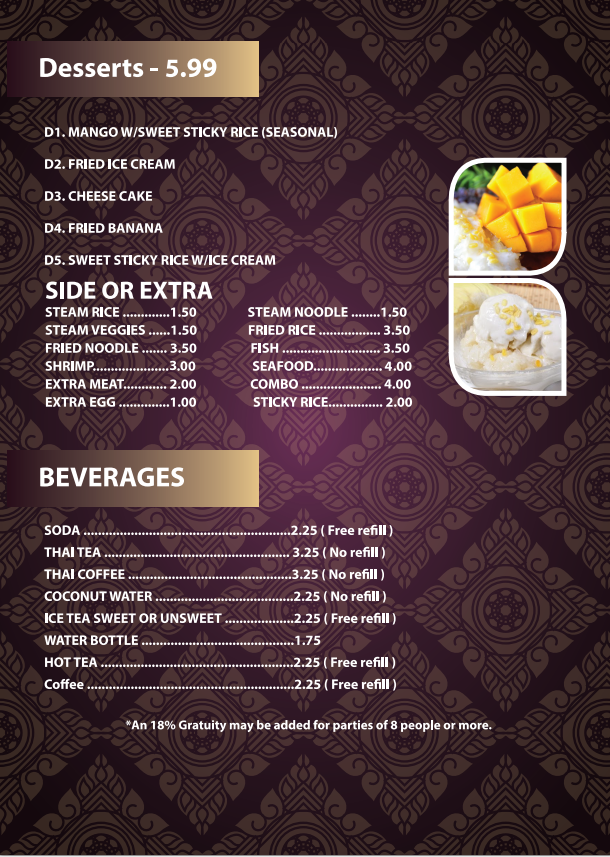 Desserts - 5.99
D1. MANGO W/SWEET STICKY RICE (SEASONAL)
D2. FRIED ICE CREAM
D3. CHEESE CAKE
D4. FRIED BANANA
D5. SWEET STICKY RICE W/ICE CREAM
SIDE OR EXTRA
STEAM RICE .............1.50 STEAM NOODLE ........1.50
STEAM VEGGIES ......1.50 FRIED RICE ................. 3.50
FRIED NOODLE ....... 3.50 FISH ........................... 3.50
SHRIMP.....................3.00 SEAFOOD................... 4.00
EXTRA MEAT............ 2.00 COMBO ...................... 4.00
EXTRA EGG ..............1.00 STICKY RICE............... 2.00
BEVERAGES
SODA .........................................................2.25 ( Free refill )
THAI TEA ................................................... 3.25 ( No refill )
THAI COFFEE .............................................3.25 ( No refill )
COCONUT WATER ......................................2.25 ( No refill )
ICE TEA SWEET OR UNSWEET ...................2.25 ( Free refill )
WATER BOTTLE ..........................................1.75
HOT TEA .....................................................2.25 ( Free refill )
Coffee .........................................................2.25 ( Free refill )
*An 18% Gratuity may be added for parties of 8 people or more.